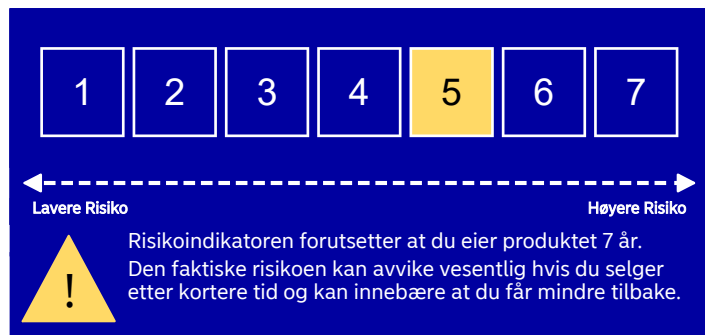 1 2 3 4 5 6 7
Lavere Risiko Høyere Risiko
Risikoindikatoren forutsetter at du eier produktet 7 år.
! Den faktiske risikoen kan avvike vesentlig hvis du selger
etter kortere tid og kan innebære at du får mindre tilbake.